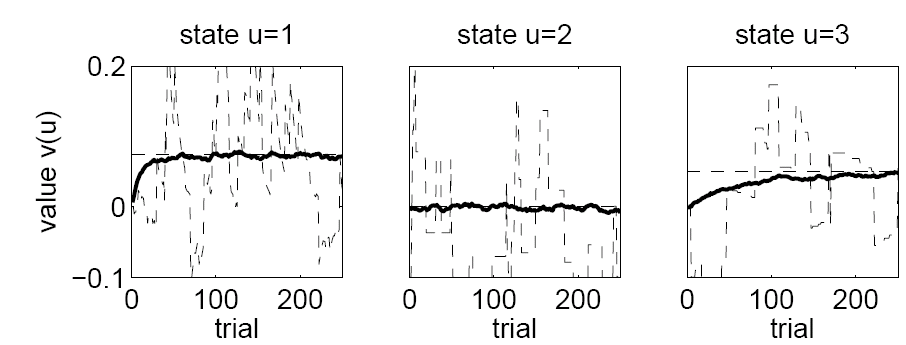 state u=1 state u=2 state u=3
value v(u)
0.2
0
−0.1
0 100 200 0 100 200 0 100 200
trial trial trial